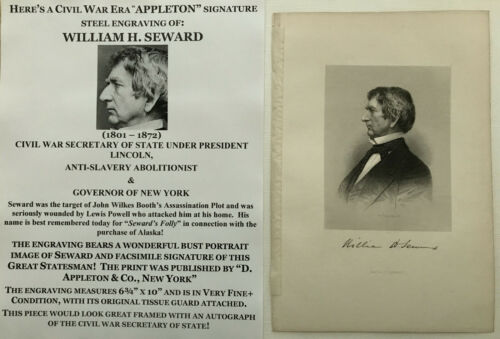 HERE'S A CIVIL WAR ERA "APPLETON" SIGNATURE
STEEL ENGRAVING OF:
WILLIAM H. SEWARD
(1801 – 1872)
CIVIL WAR SECRETARY OF STATE UNDER PRESIDENT
LINCOLN,
ANTI-SLAVERY ABOLITIONIST
&
GOVERNOR OF NEW YORK
Seward was the target of John Wilkes Booth's Assassination Plot and was
seriously wounded by Lewis Powell who attacked him at his home. His
name is best remembered today for "Seward's Folly" in connection with the
purchase of Alaska!
THE ENGRAVING BEARS A WONDERFUL BUST PORTRAIT
IMAGE OF SEWARD AND FACSIMILE SIGNATURE OF THIS
GREAT STATESMAN! THE PRINT WAS PUBLISHED BY "D.
APPLETON & CO., NEW YORK"
THE ENGRAVING MEASURES 6¾" X 10" AND IS IN VERY FINE+
CONDITION, WITH ITS ORIGINAL TISSUE GUARD ATTACHED.
THIS PIECE WOULD LOOK GREAT FRAMED WITH AN AUTOGRAPH
OF THE CIVIL WAR SECRETARY OF STATE!
William H. Seward